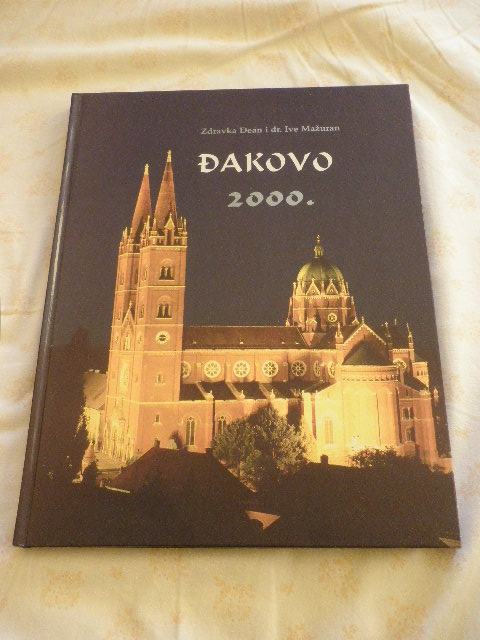 Zdravka Đean i dr. Ive Mažuran
ĐAKOVO
2000.